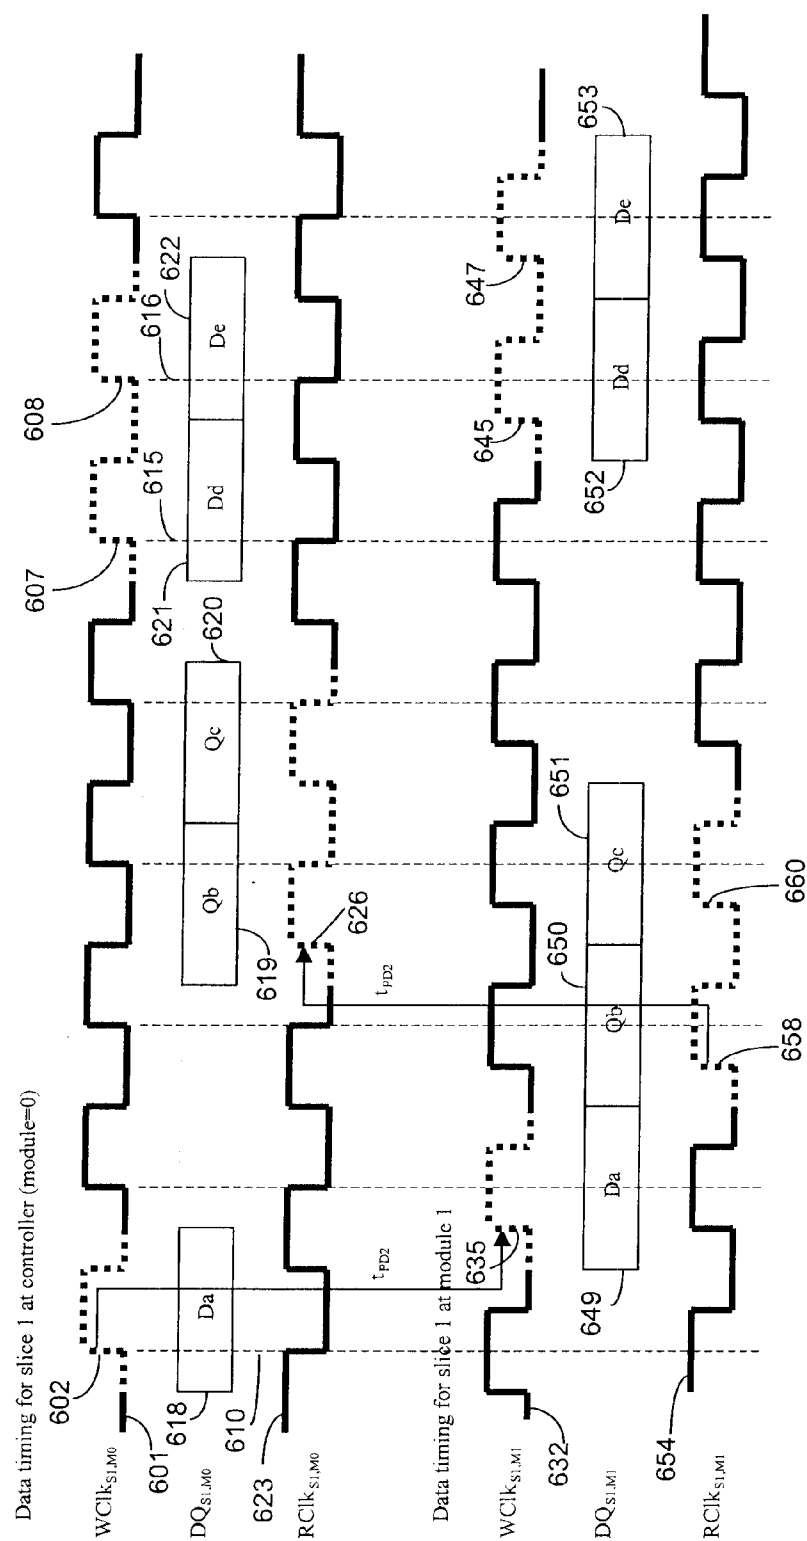 Data timing for slice 1 at controller (module=0)
WClkS1,M0
601
602
607
608
DQS1,M0
618
Da
619
Qb
Qc
620
621
Dd
615
De
616
622
610
RClkS1,M0
623
626
tPD2
tPD2
Data timing for slice 1 at module 1
WClkS1,M1
632
635
645
647
DQS1,M1
649
Da
Qb
650
Qc
651
652
Dd
De
653
RClkS1,M1
654
658
660